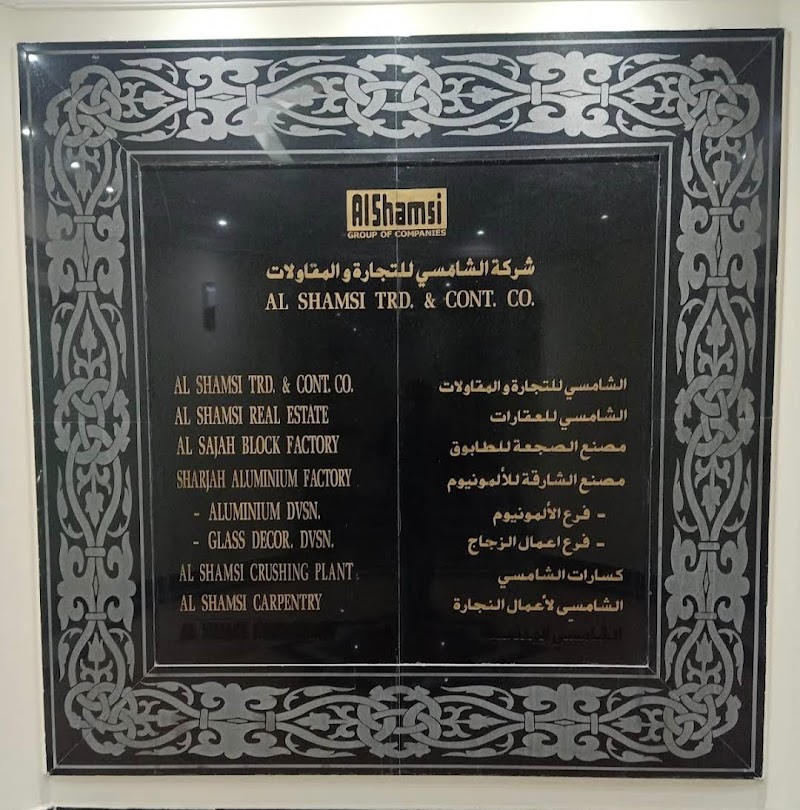 AlShamsi
GROUP OF COMPANIES
شركة الشامسي للتجارة و المقاولات
AL SHAMSI TRD. & CONT. CO.
AL SHAMSI TRD. & CONT. CO. الشامسي للتجارة و المقاولات
AL SHAMSI REAL ESTATE الشامسي للعقارات
AL SAJAH BLOCK FACTORY مصنع الصجعة للطابوق
SHARJAH ALUMINIUM FACTORY مصنع الشارقة للألمونيوم
- ALUMINIUM DVSN. - فرع الألمونيوم
- GLASS DECOR. DVSN. - فرع اعمال الزجاج
AL SHAMSI CRUSHING PLANT كسارات الشامسي
AL SHAMSI CARPENTRY الشامسي لأعمال النجارة
الشامسي